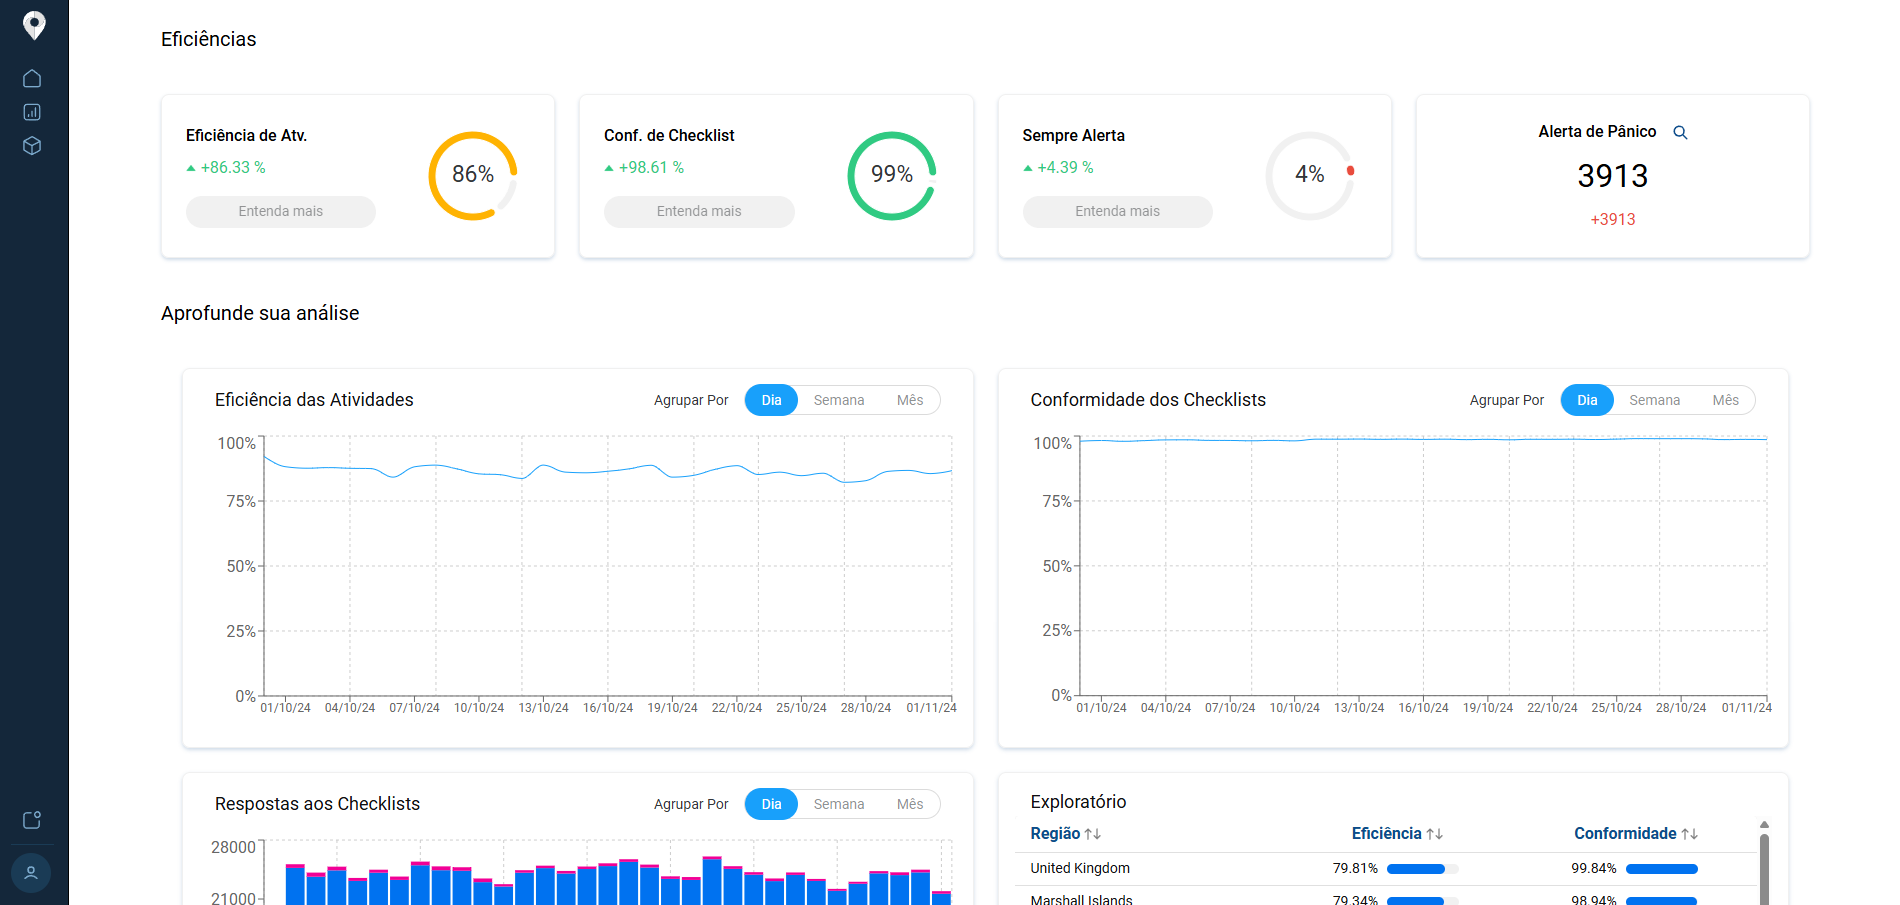 Eficiências
Eficiência de Atv.
+86.33 %
Entenda mais
86%
Conf. de Checklist
+98.61 %
Entenda mais
99%
Sempre Alerta
+4.39 %
Entenda mais
4%
Alerta de Pânico
3913
+3913
Aprofunde sua análise
Eficiência das Atividades
Agrupar Por Dia Semana Mês
100%
75%
50%
25%
0%
01/10/24 04/10/24 07/10/24 10/10/24 13/10/24 16/10/24 19/10/24 22/10/24 25/10/24 28/10/24 01/11/24
Conformidade dos Checklists
Agrupar Por Dia Semana Mês
100%
75%
50%
25%
0%
01/10/24 04/10/24 07/10/24 10/10/24 13/10/24 16/10/24 19/10/24 22/10/24 25/10/24 28/10/24 01/11/24
Respostas aos Checklists
Agrupar Por Dia Semana Mês
28000
21000
Exploratório
Região Eficiência Conformidade
United Kingdom 79.81% 99.84%
Marshall Islands 79.34% 98.94%